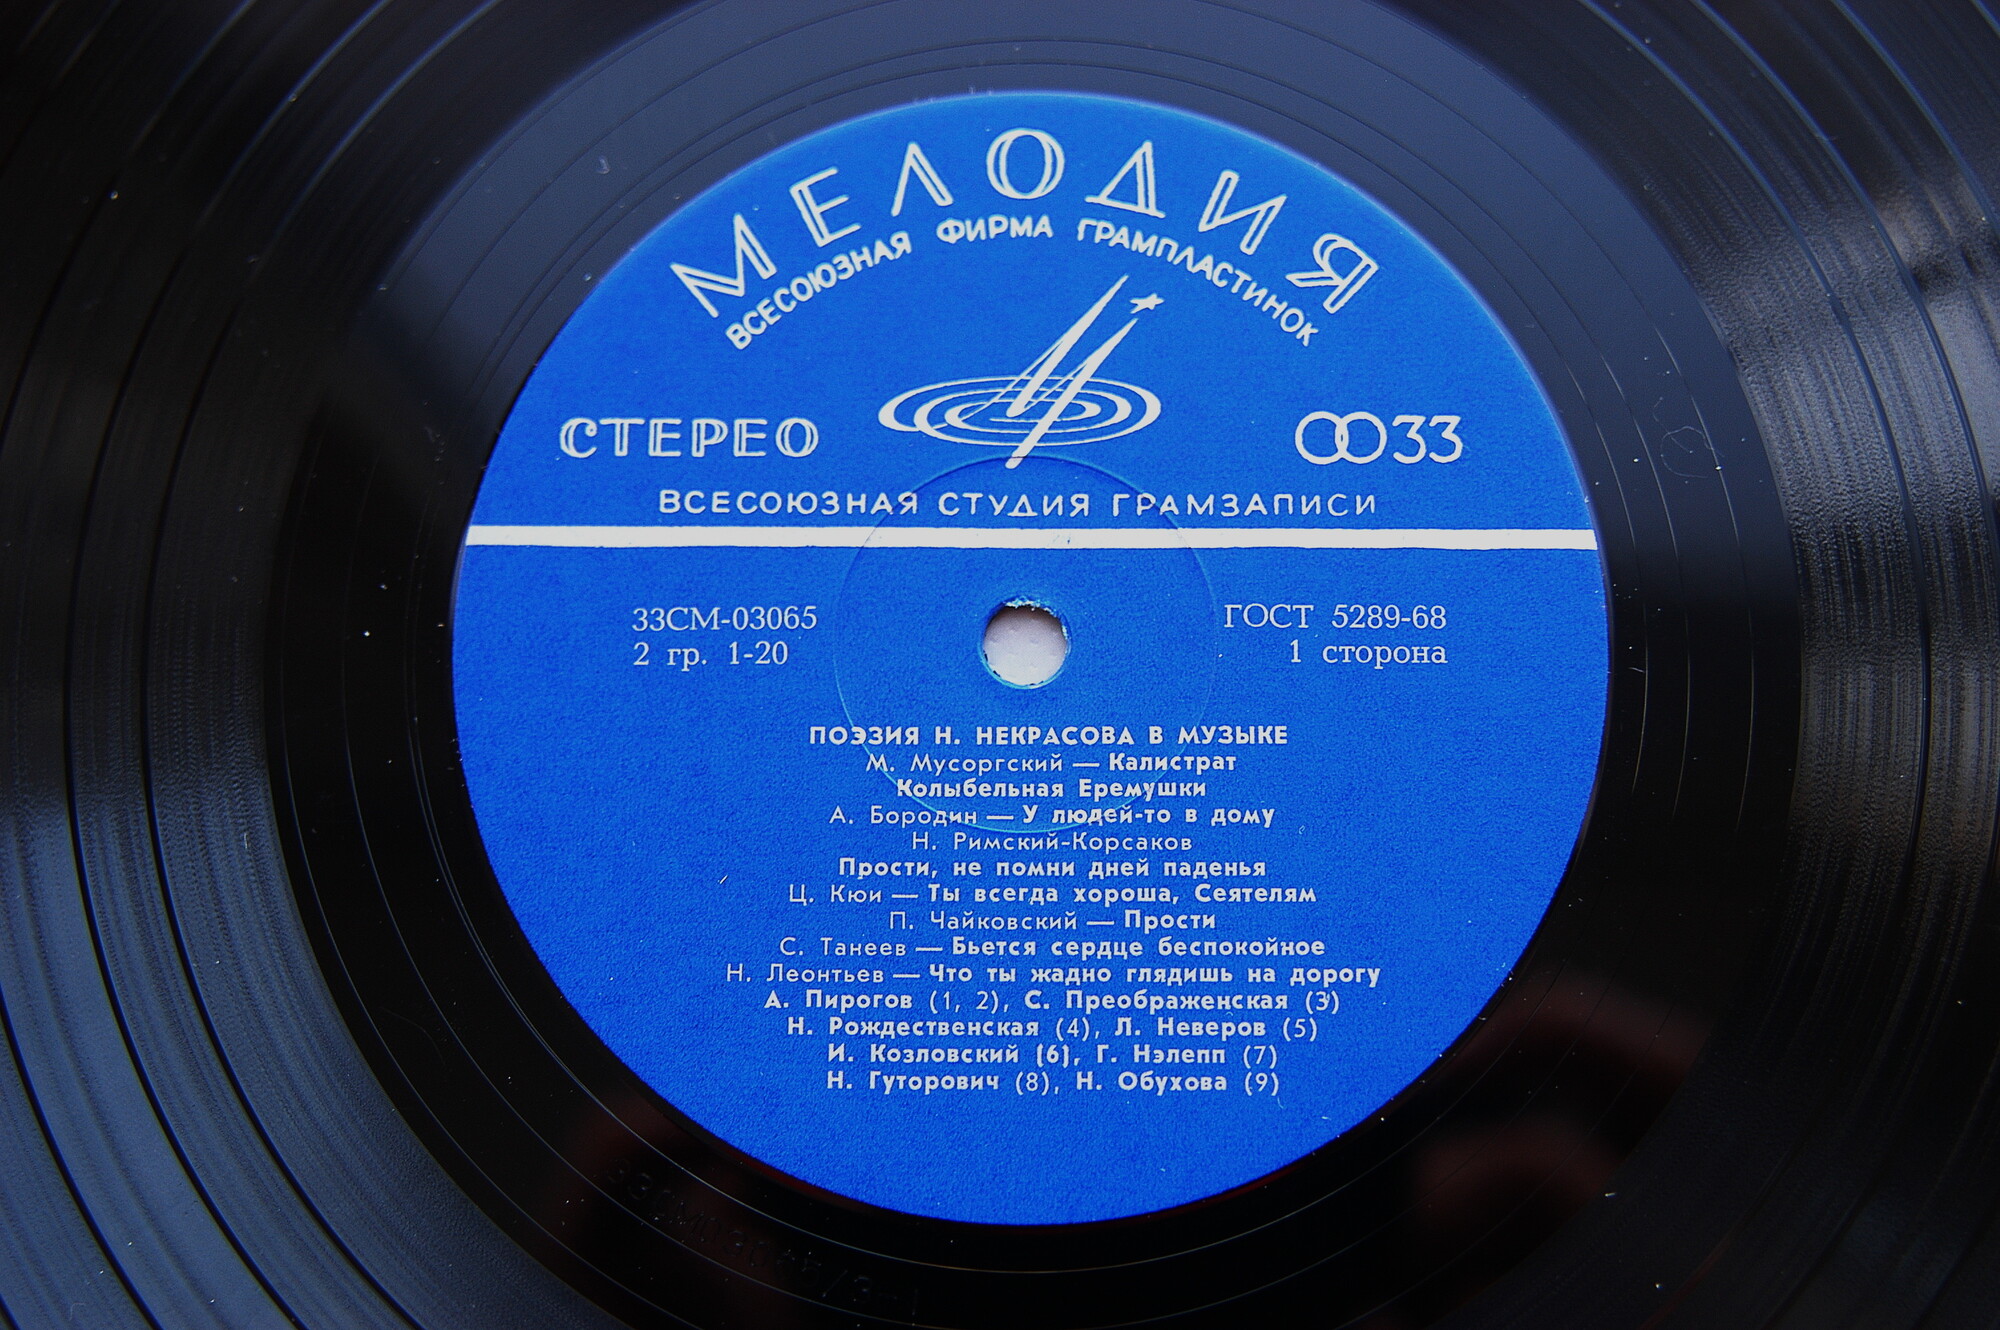 МЕЛОДИЯ
ВСЕСОЮЗНАЯ ФИРМА ГРАМПЛАСТИНОК
СТЕРЕО
33
ВСЕСОЮЗНАЯ СТУДИЯ ГРАМЗАПИСИ
33СМ-03065
ГОСТ 5289-68
2 гр. 1-20
1 сторона
ПОЭЗИЯ Н. НЕКРАСОВА В МУЗЫКЕ
М. Мусоргский — Калистрат
Колыбельная Еремушки
А. Бородин — У людей-то в дому
Н. Римский-Корсаков
Прости, не помни дней паденья
Ц. Кюи — Ты всегда хороша, Сеятелям
П. Чайковский — Прости
С. Танеев — Бьется сердце беспокойное
Н. Леонтьев — Что ты жадно глядишь на дорогу
А. Пирогов (1, 2), С. Преображенская (3)
Н. Рождественская (4), Л. Неверов (5)
И. Козловский (6), Г. Нэлепп (7)
Н. Гуторович (8), Н. Обухова (9)